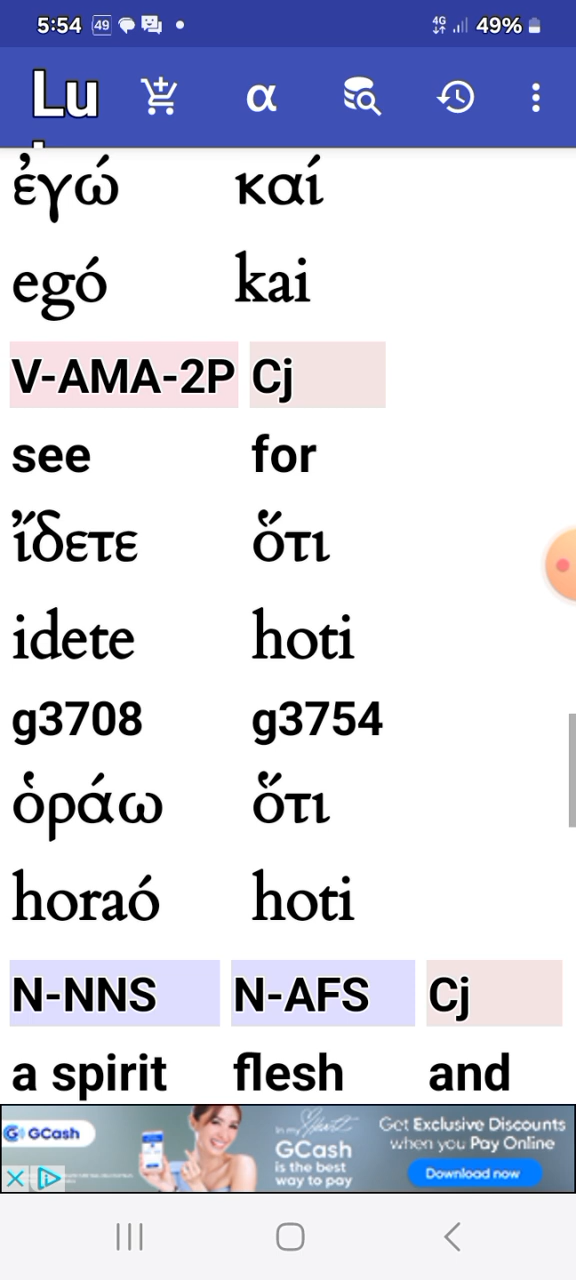 5:54 49 4G 49%
Lu α
ἐγώ καί
egó kai
V-AMA-2P Cj
see for
ἴδετε ὅτι
idete hoti
g3708 g3754
ὁράω ὅτι
horaó hoti
N-NNS N-AFS Cj
a spirit flesh and
GCash
GCash
is the best
way to pay
Get Exclusive Discounts
when you Pay Online
Download now